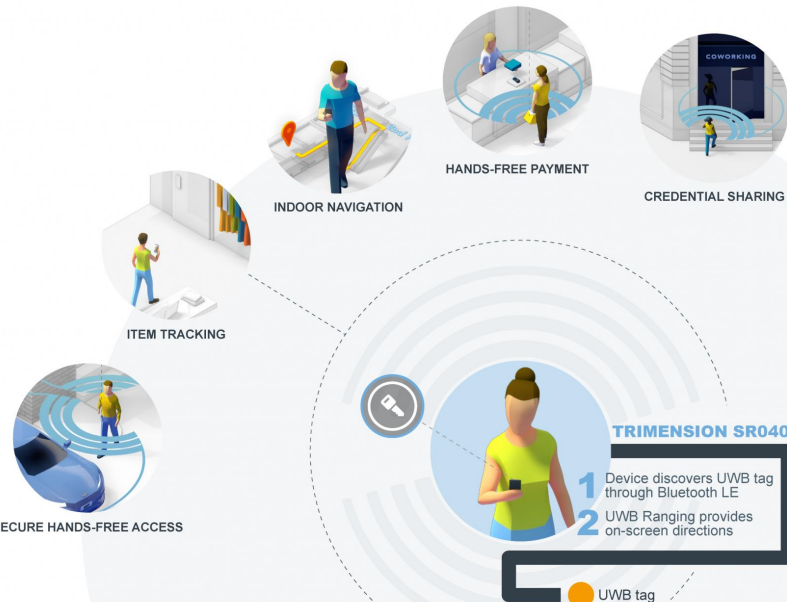 COWORKING
HANDS-FREE PAYMENT
CREDENTIAL SHARING
INDOOR NAVIGATION
ITEM TRACKING
ECURE HANDS-FREE ACCESS
TRIMENSION SR040
1 Device discovers UWB tag
through Bluetooth LE
2 UWB Ranging provides
on-screen directions
UWB tag